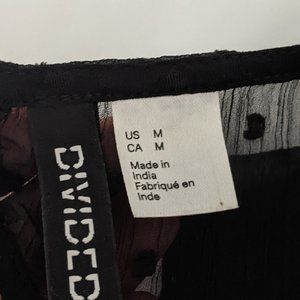 DIVIDED
US M
CA M
Made in
India
Fabriqué en
Inde